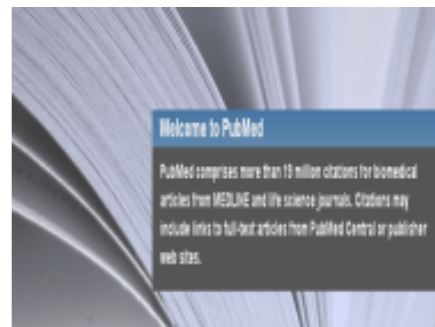 Welcome to PubMed
PubMed comprises more than 19 million citations for biomedical
articles from MEDLINE and life science journals. Citations may
include links to full-text articles from PubMed Central or publisher
web sites.